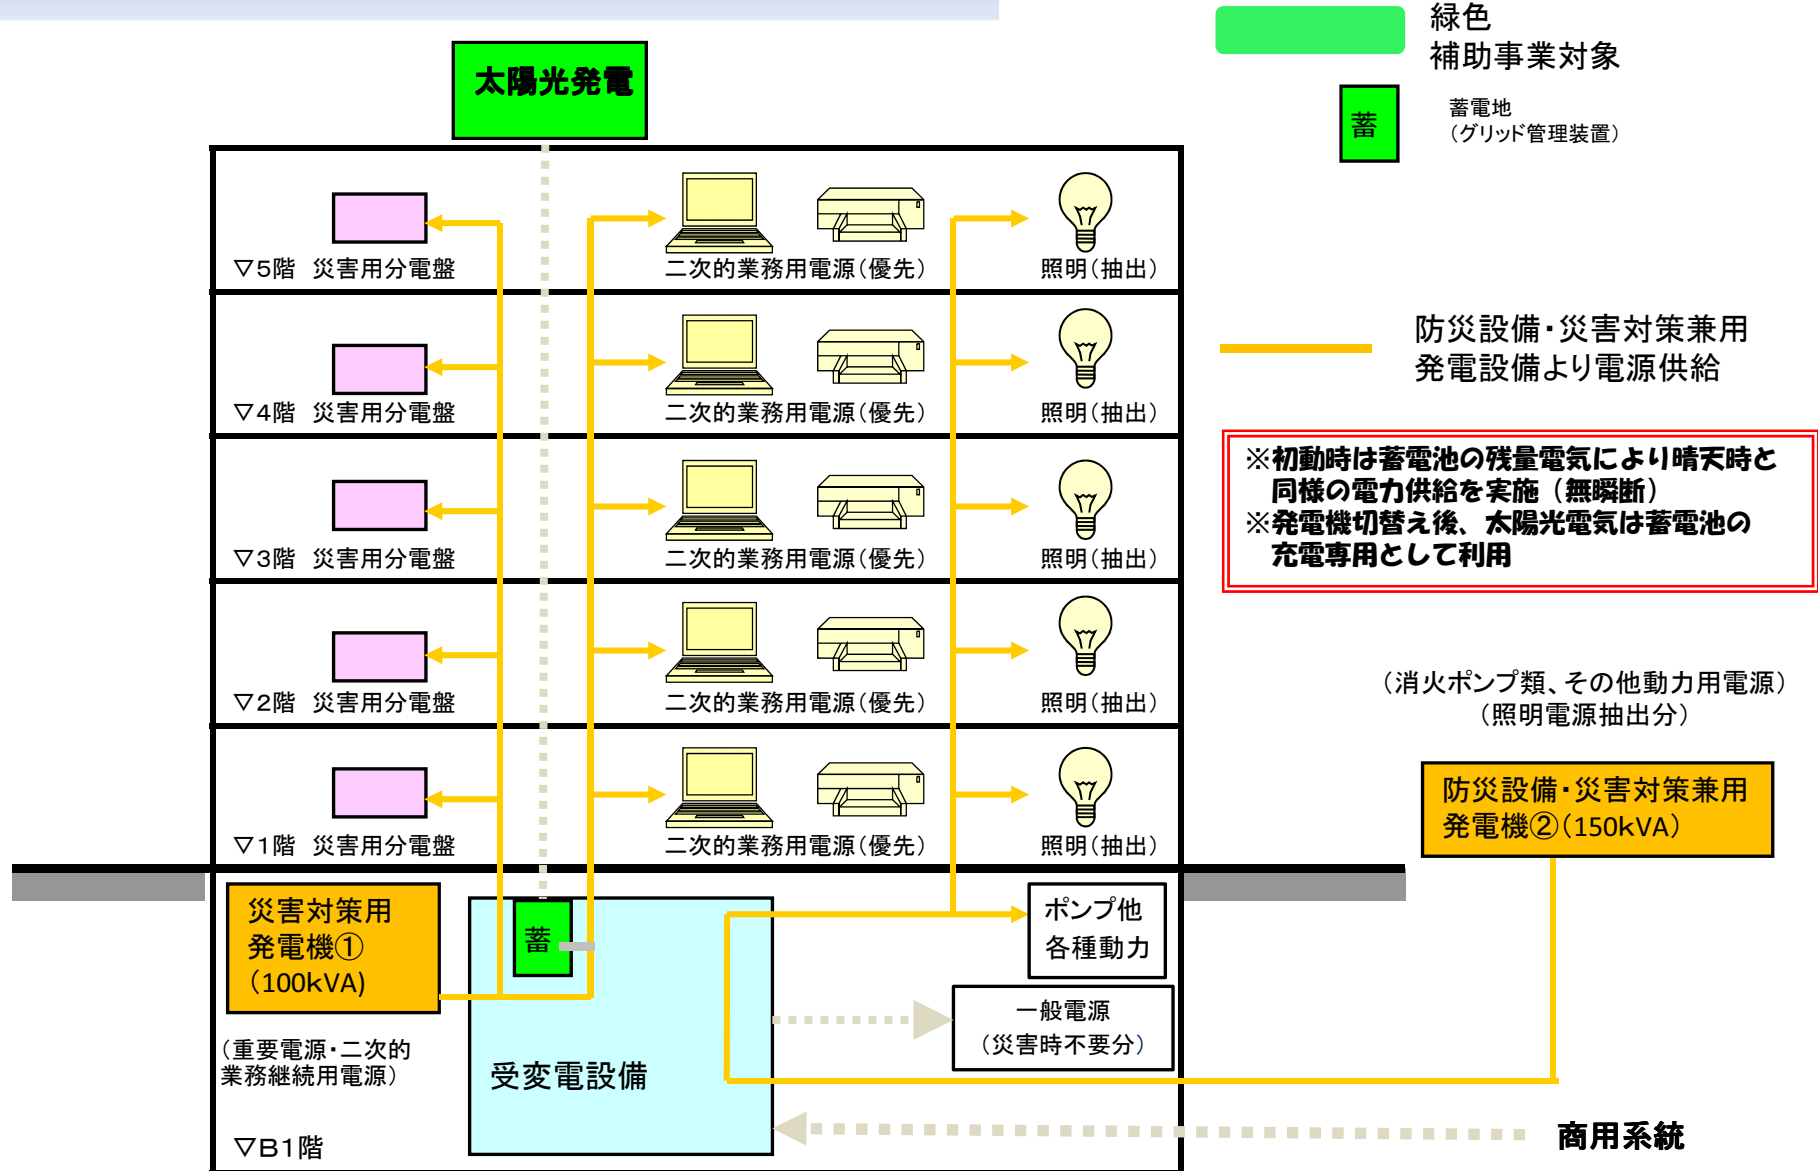 緑色
補助事業対象
蓄
蓄電地
（グリッド管理装置）
太陽光発電
▽5階 災害用分電盤
二次的業務用電源（優先）
照明（抽出）
▽4階 災害用分電盤
二次的業務用電源（優先）
照明（抽出）
▽3階 災害用分電盤
二次的業務用電源（優先）
照明（抽出）
▽2階 災害用分電盤
二次的業務用電源（優先）
照明（抽出）
▽1階 災害用分電盤
二次的業務用電源（優先）
照明（抽出）
防災設備・災害対策兼用
発電設備より電源供給
※初動時は蓄電池の残量電気により晴天時と
同様の電力供給を実施（無瞬断）
※発電機切替え後、太陽光電気は蓄電池の
充電専用として利用
（消火ポンプ類、その他動力用電源）
（照明電源抽出分）
防災設備・災害対策兼用
発電機②（150kVA）
災害対策用
発電機①
（100kVA）
（重要電源・二次的
業務継続用電源）
蓄
受変電設備
ポンプ他
各種動力
一般電源
（災害時不要分）
商用系統
▽B1階